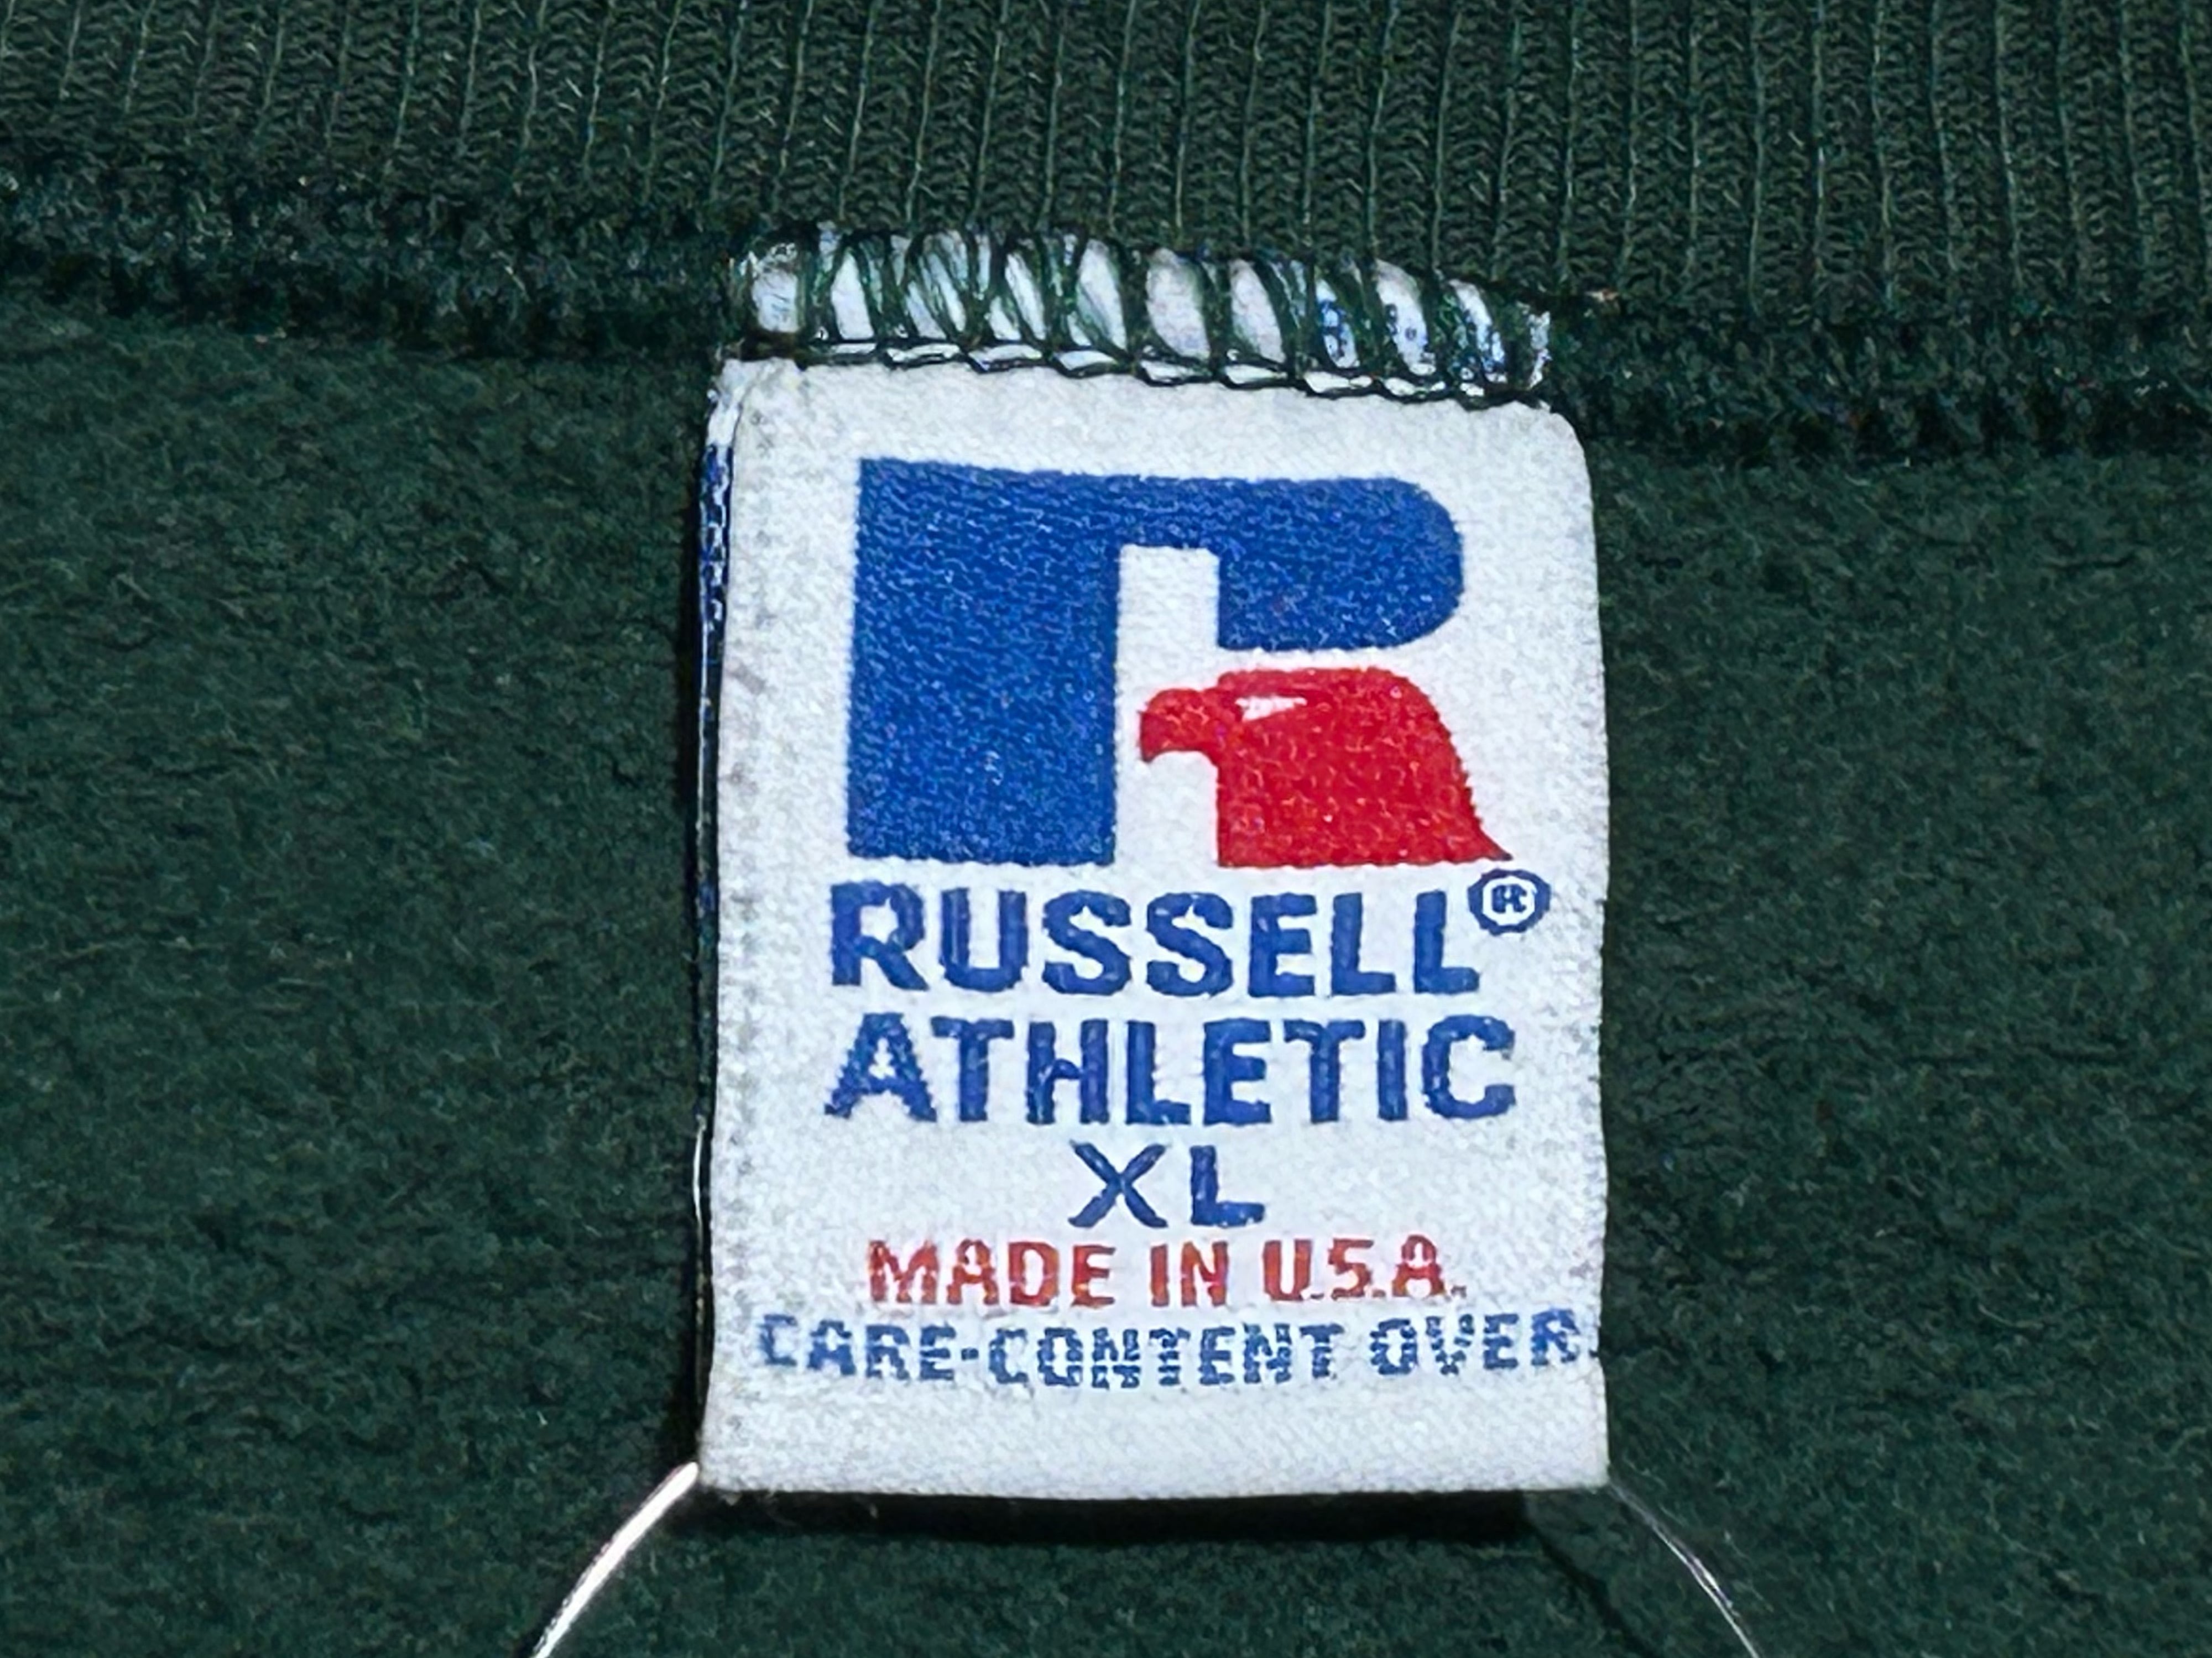 RUSSELL®
ATHLETIC
XL
MADE IN U.S.A.
CARE-CONTENT OVER